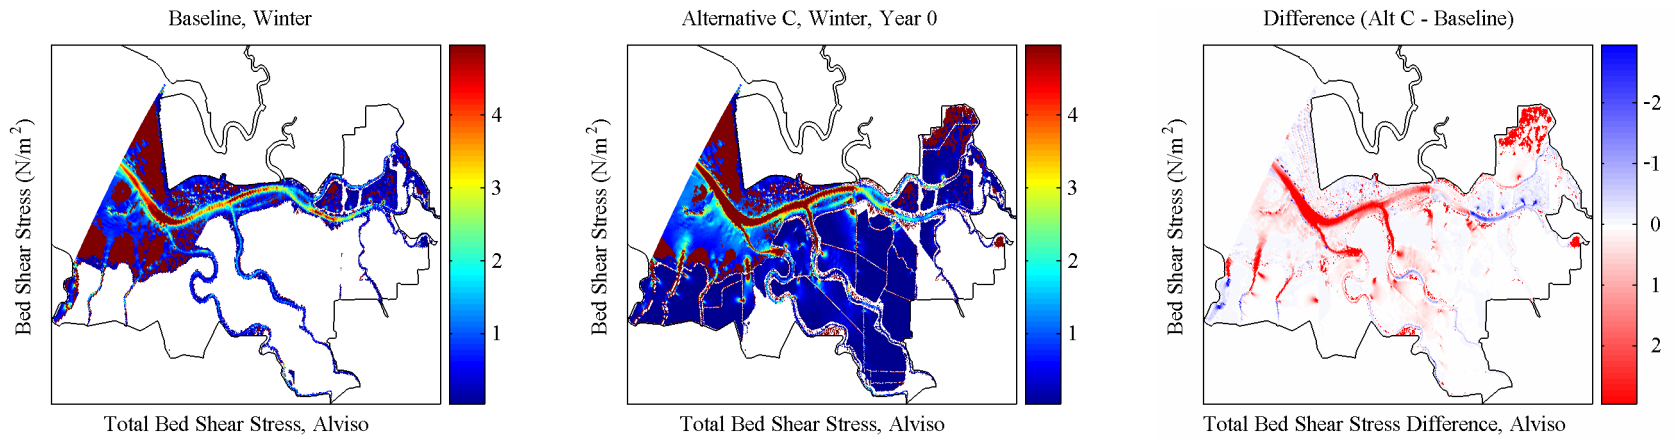 Baseline, Winter
Bed Shear Stress (N/m²)
4
3
2
1
Total Bed Shear Stress, Alviso
Alternative C, Winter, Year 0
Bed Shear Stress (N/m²)
4
3
2
1
Total Bed Shear Stress, Alviso
Difference (Alt C - Baseline)
Bed Shear Stress (N/m²)
-2
-1
0
1
2
Total Bed Shear Stress Difference, Alviso